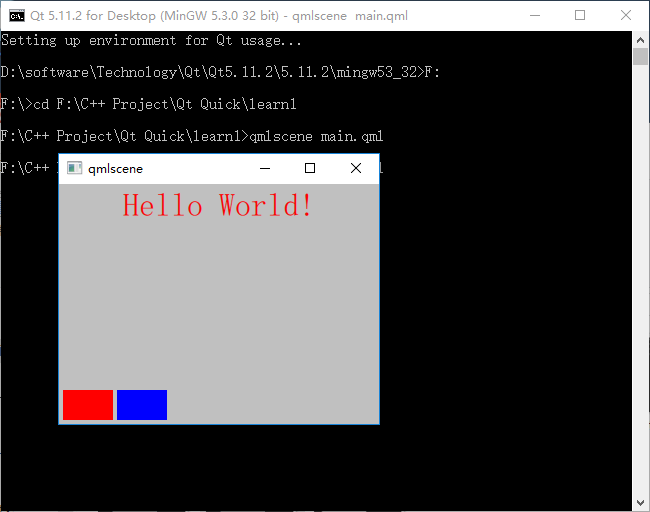 Qt 5.11.2 for Desktop (MinGW 5.3.0 32 bit) - qmlscene  main.qml
Setting up environment for Qt usage...
D:\software\Technology\Qt\Qt5.11.2\5.11.2\mingw53_32>F:
F:\>cd F:\C++ Project\Qt Quick\learn1
F:\C++ Project\Qt Quick\learn1>qmlscene main.qml
F:\C++
qmlscene
Hello World!